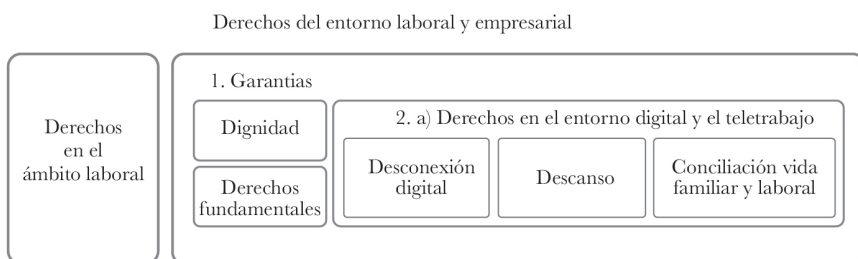 Derechos del entorno laboral y empresarial
Derechos
en el
ámbito laboral
1. Garantias
Dignidad
Derechos
fundamentales
2. a) Derechos en el entorno digital y el teletrabajo
Desconexión
digital
Descanso
Conciliación vida
familiar y laboral